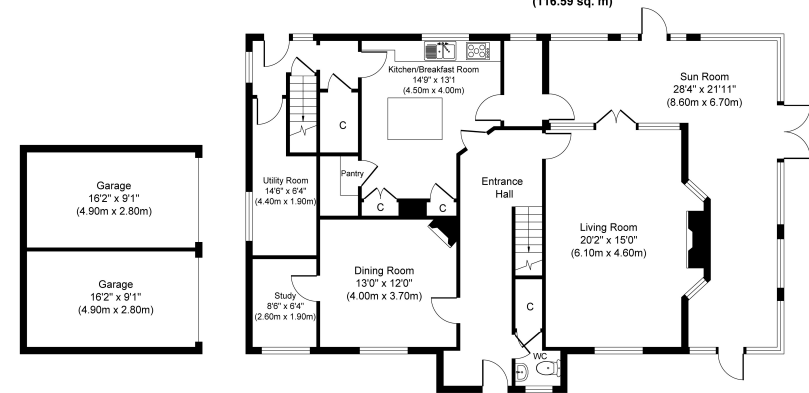 (116.59 sq. m)
Kitchen/Breakfast Room
14'9" x 13'1
(4.50m x 4.00m)
Sun Room
28'4" x 21'11"
(8.60m x 6.70m)
C
Garage
16'2" x 9'1"
(4.90m x 2.80m)
Utility Room
14'6" x 6'4"
(4.40m x 1.90m)
Pantry
Entrance
Hall
C
C
Living Room
20'2" x 15'0"
(6.10m x 4.60m)
Garage
16'2" x 9'1"
(4.90m x 2.80m)
Dining Room
13'0" x 12'0"
(4.00m x 3.70m)
Study
8'6" x 6'4"
(2.60m x 1.90m)
C
WC